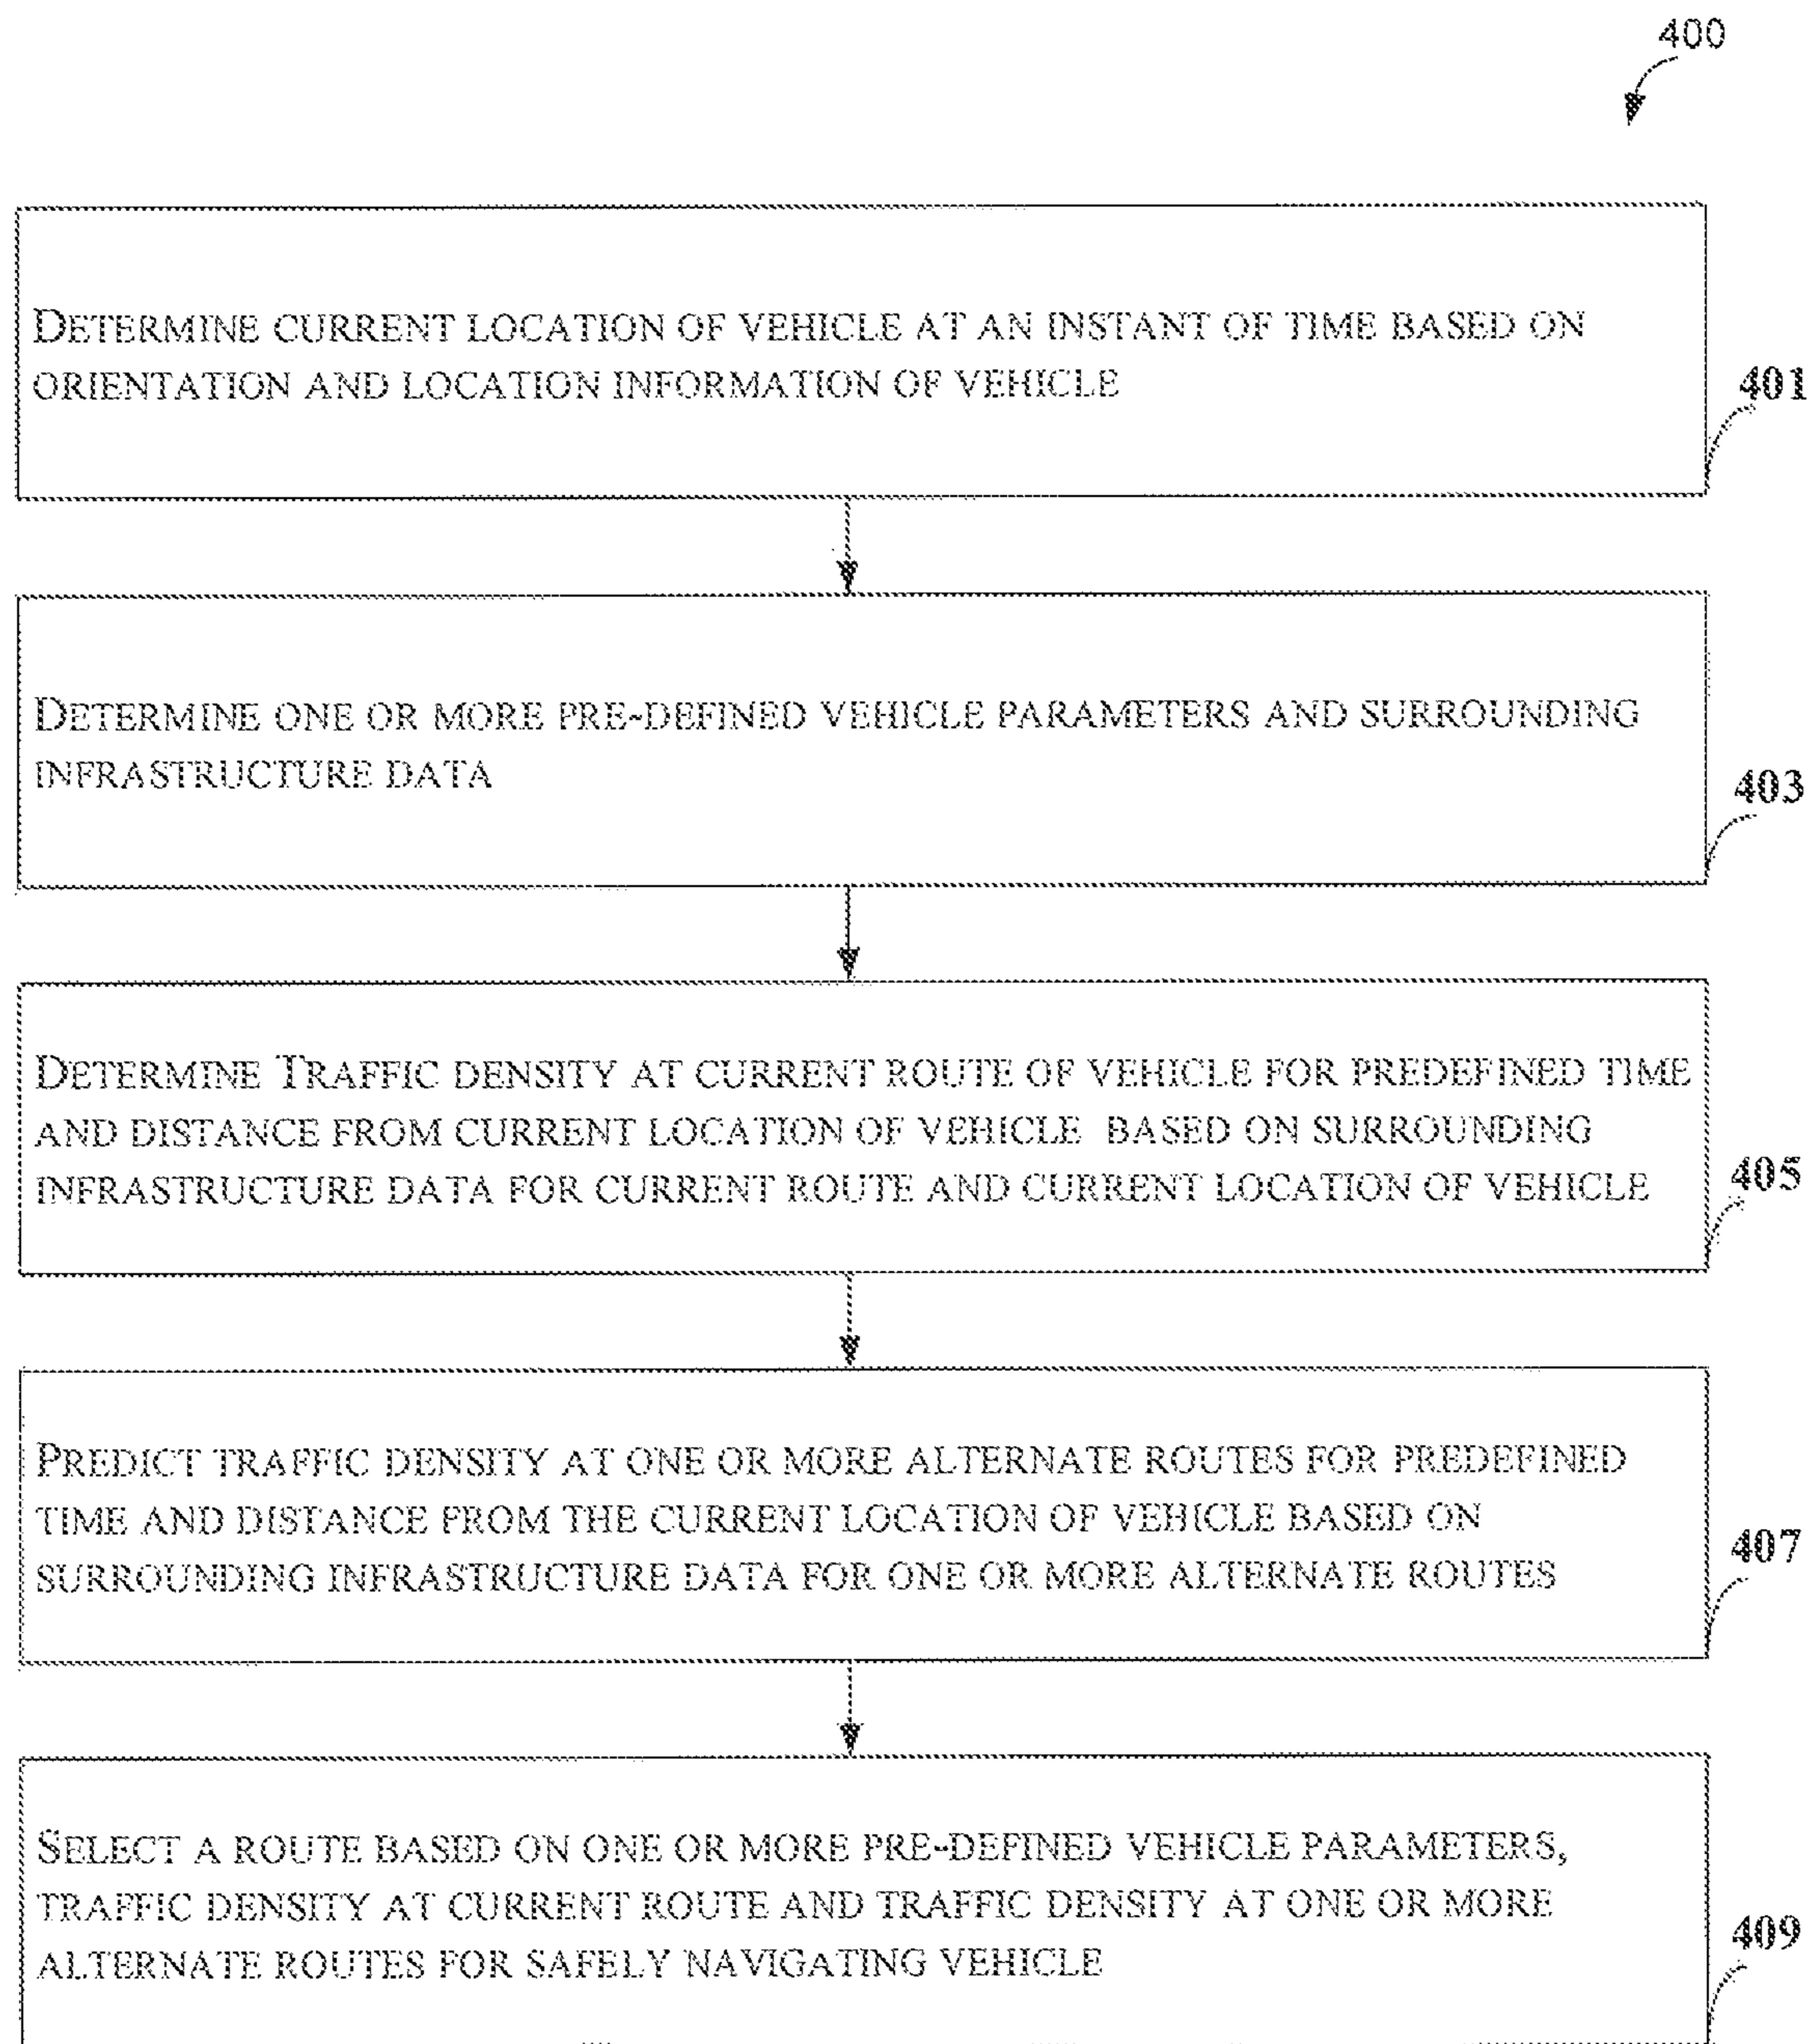 400
DETERMINE CURRENT LOCATION OF VEHICLE AT AN INSTANT OF TIME BASED ON
ORIENTATION AND LOCATION INFORMATION OF VEHICLE
401
DETERMINE ONE OR MORE PRE-DEFINED VEHICLE PARAMETERS AND SURROUNDING
INFRASTRUCTURE DATA
403
DETERMINE TRAFFIC DENSITY AT CURRENT ROUTE OF VEHICLE FOR PREDEFINED TIME
AND DISTANCE FROM CURRENT LOCATION OF VEHICLE BASED ON SURROUNDING
INFRASTRUCTURE DATA FOR CURRENT ROUTE AND CURRENT LOCATION OF VEHICLE
405
PREDICT TRAFFIC DENSITY AT ONE OR MORE ALTERNATE ROUTES FOR PREDEFINED
TIME AND DISTANCE FROM THE CURRENT LOCATION OF VEHICLE BASED ON
SURROUNDING INFRASTRUCTURE DATA FOR ONE OR MORE ALTERNATE ROUTES
407
SELECT A ROUTE BASED ON ONE OR MORE PRE-DEFINED VEHICLE PARAMETERS,
TRAFFIC DENSITY AT CURRENT ROUTE AND TRAFFIC DENSITY AT ONE OR MORE
ALTERNATE ROUTES FOR SAFELY NAVIGATING VEHICLE
409